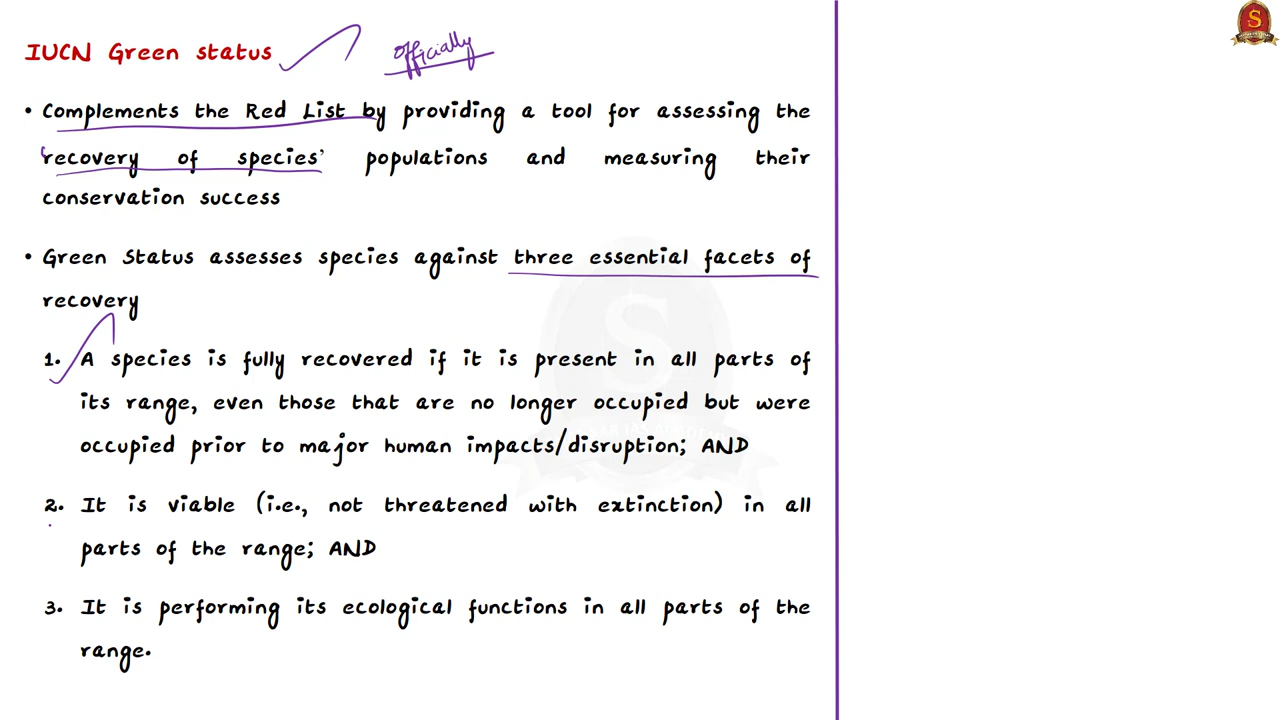 IUCN Green status
officially
• Complements the Red List by providing a tool for assessing the
recovery of species' populations and measuring their
conservation success
• Green Status assesses species against three essential facets of
recovery
1. A species is fully recovered if it is present in all parts of
its range, even those that are no longer occupied but were
occupied prior to major human impacts/disruption; AND
2. It is viable (i.e., not threatened with extinction) in all
parts of the range; AND
3. It is performing its ecological functions in all parts of the
range.
S